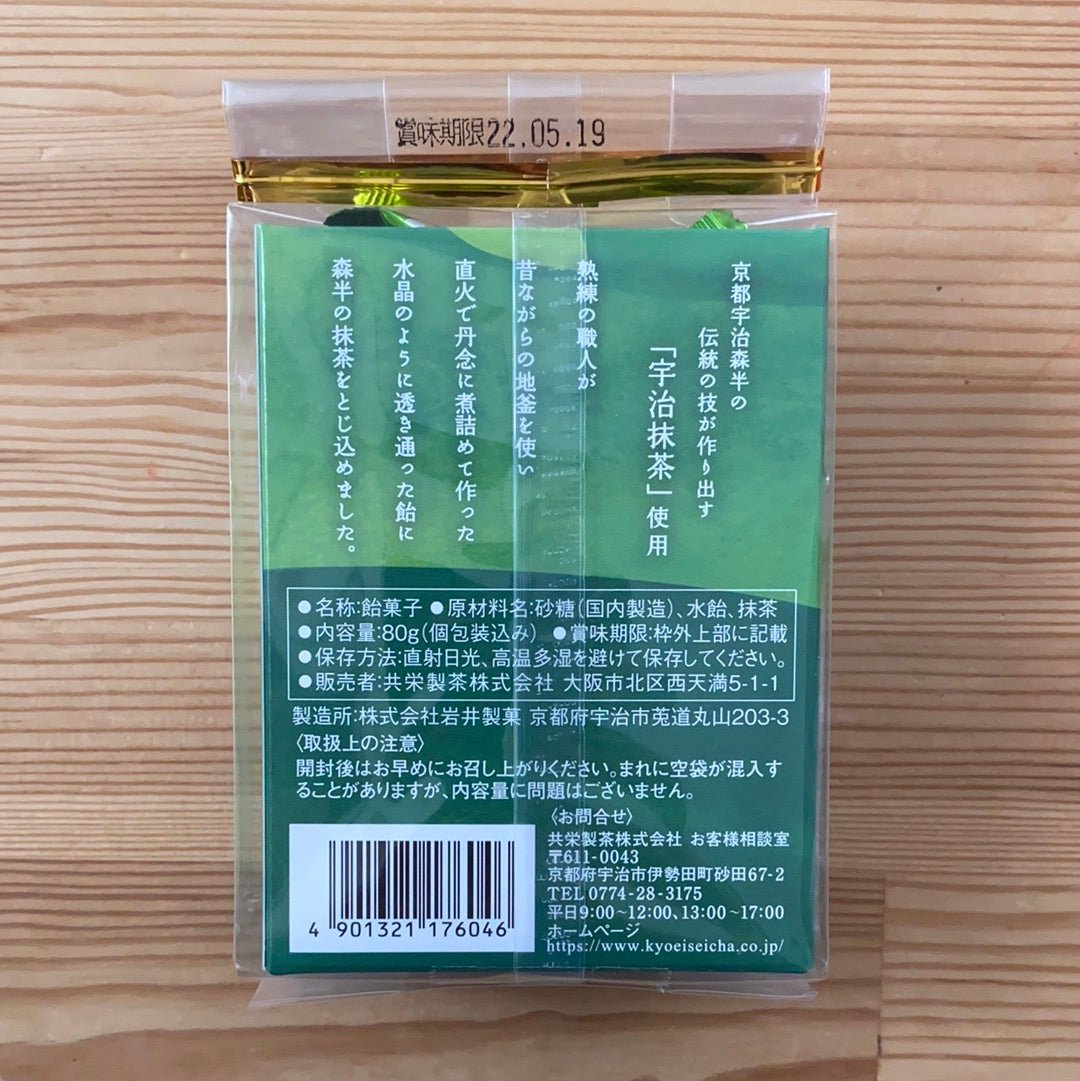 賞味期限22.05.19
京都宇治森半の
伝統の技が作り出す
「宇治抹茶」使用
熟練の職人が
昔ながらの地釜を使い
直火で丹念に煮詰めて作った
水晶のように透き通った飴に
森半の抹茶をとじ込めました。
●名称:飴菓子 ●原材料名:砂糖(国内製造)、水飴、抹茶
●内容量:80g(個包装込み) ●賞味期限:枠外上部に記載
●保存方法:直射日光、高温多湿を避けて保存してください。
●販売者:共栄製茶株式会社 大阪市北区西天満5-1-1
製造所:株式会社岩井製菓 京都府宇治市莵道丸山203-3
〈取扱上の注意〉
開封後はお早めにお召し上がりください。まれに空袋が混入す
ることがありますが、内容量に問題はございません。
〈お問合せ〉
共栄製茶株式会社 お客様相談室
〒611-0043
京都府宇治市伊勢田町砂田67-2
TEL 0774-28-3175
平日9:00~12:00、13:00~17:00
ホームページ
https://www.kyoeiseicha.co.jp/
4 901321 176046